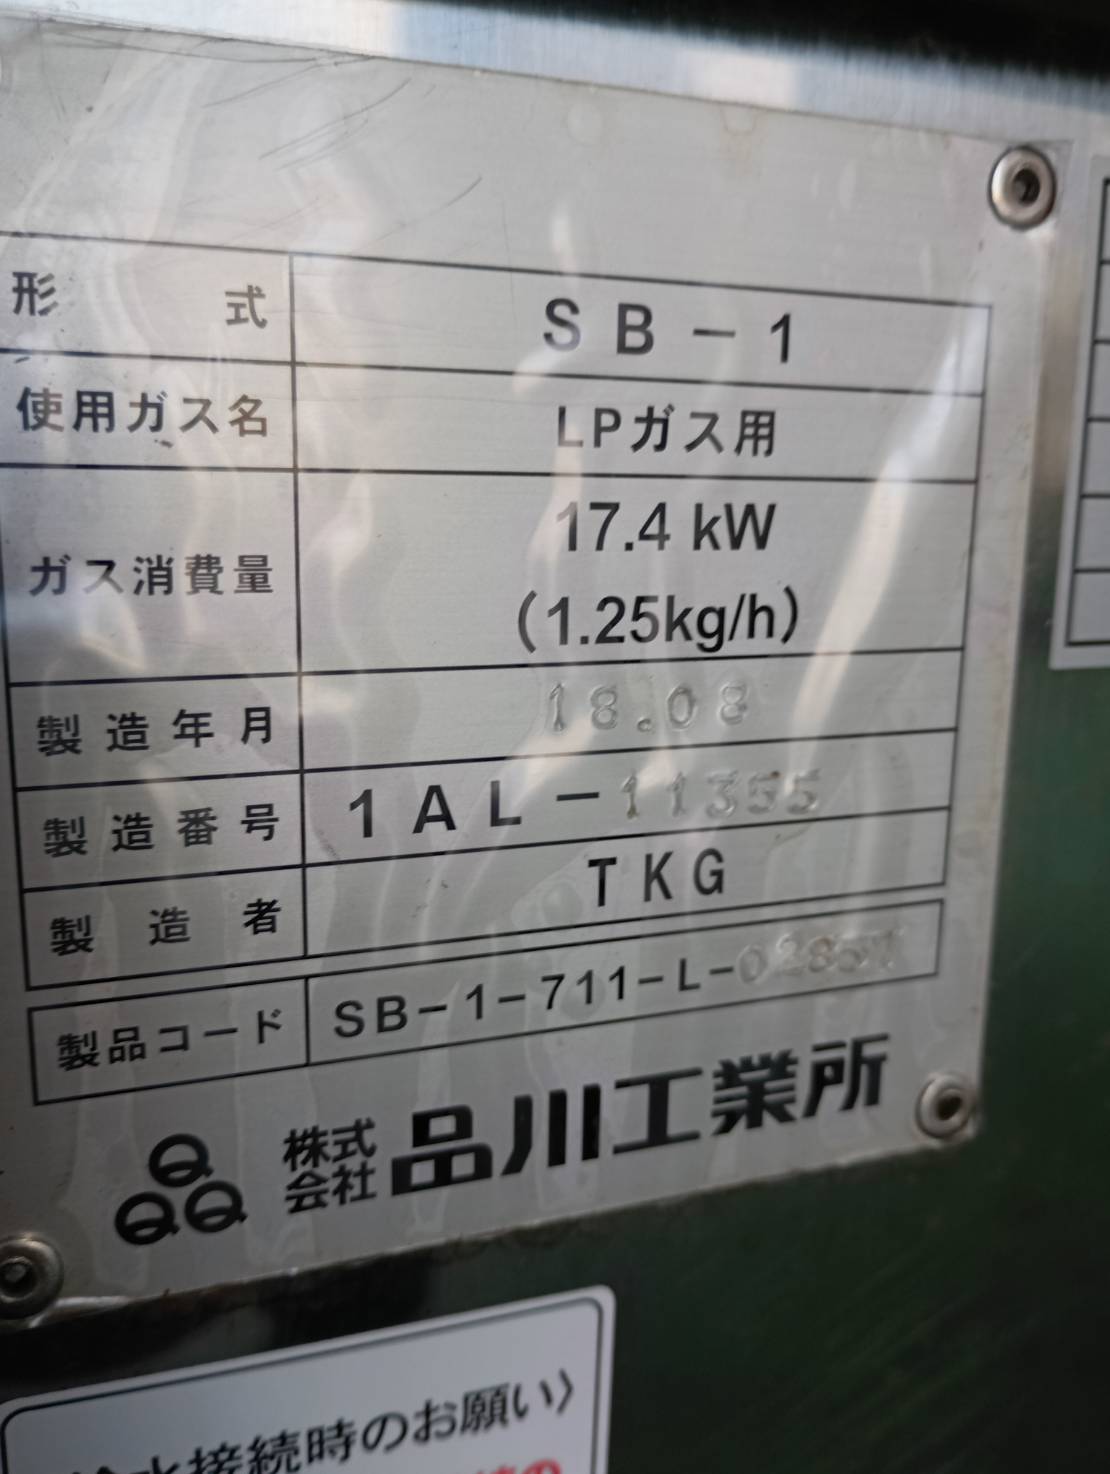 形式 SB-1
使用ガス名 LPガス用
ガス消費量 17.4 kW
(1.25kg/h)
製造年月 18.08
製造番号 1AL-11355
製造者 TKG
製品コード SB-1-711-L-
株式会社 品川工業所
接続時のお願い〉